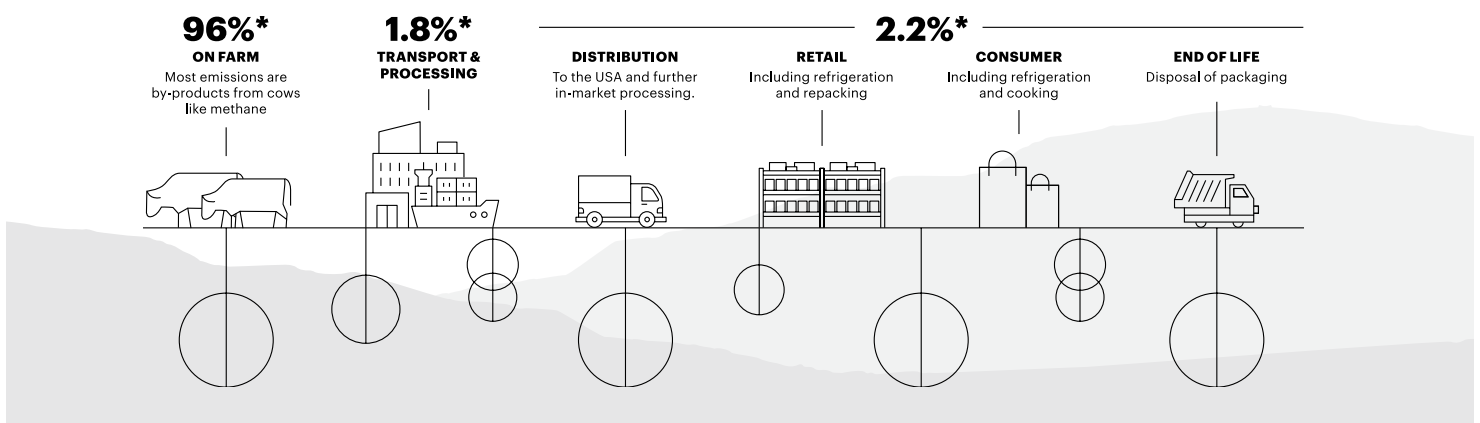 96%*
ON FARM
Most emissions are
by-products from cows
like methane
1.8%*
TRANSPORT &
PROCESSING
2.2%*
DISTRIBUTION
To the USA and further
in-market processing.
RETAIL
Including refrigeration
and repacking
CONSUMER
Including refrigeration
and cooking
END OF LIFE
Disposal of packaging